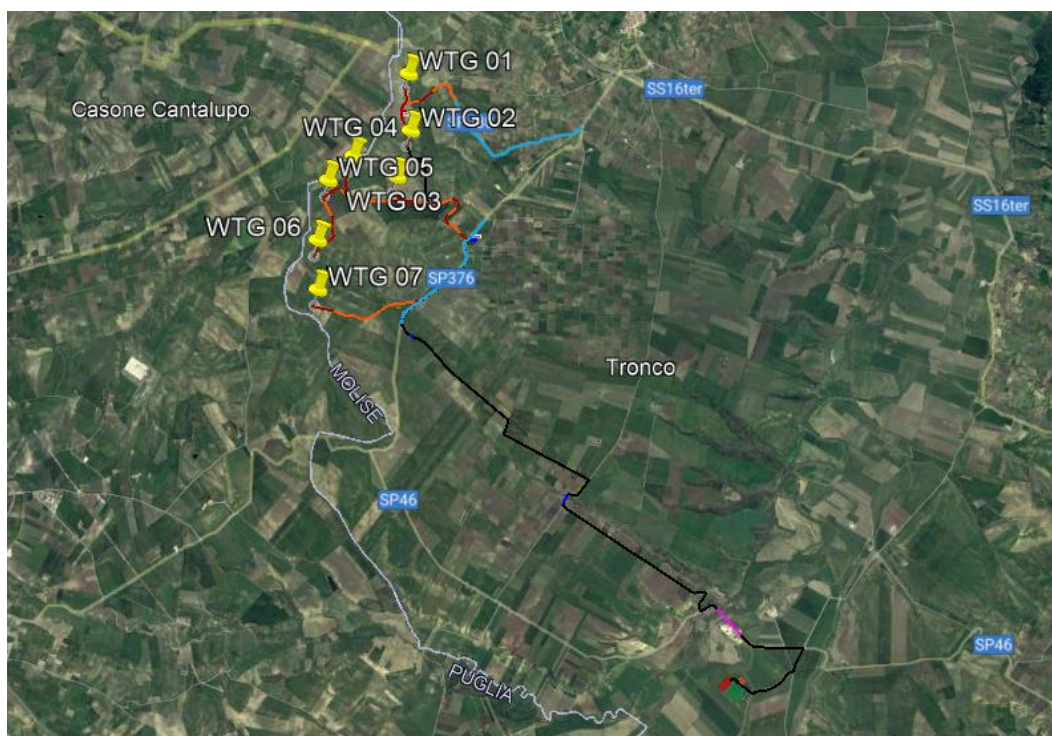 WTG 01
SS16ter
Casone Cantalupo
WTG 02
WTG 04
WTG 05
WTG 03
SS16ter
WTG 06
WTG 07
SP376
Tronco
MOLISE
SP46
SP46
PUGLIA